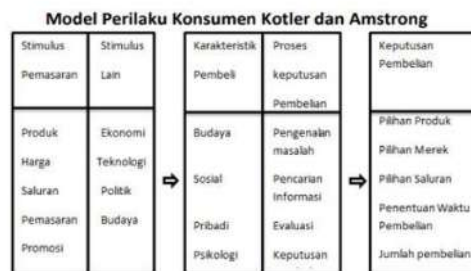 Model Perilaku Konsumen Kotler dan Amstrong
Stimulus
Pemasaran
Stimulus
Lain
Karakteristik
Pembeli
Proses
keputusan
Pembelian
Keputusan
Pembelian
Produk
Harga
Saluran
Pemasaran
Promosi
Ekonomi
Teknologi
Politik
Budaya
Budaya
Sosial
Pribadi
Psikologi
Pengenalan
masalah
Pencarian
Informasi
Evaluasi
Keputusan
Pilihan Produk
Pilihan Merek
Pilihan Saluran
Penentuan Waktu
Pembelian
Jumlah pembelian